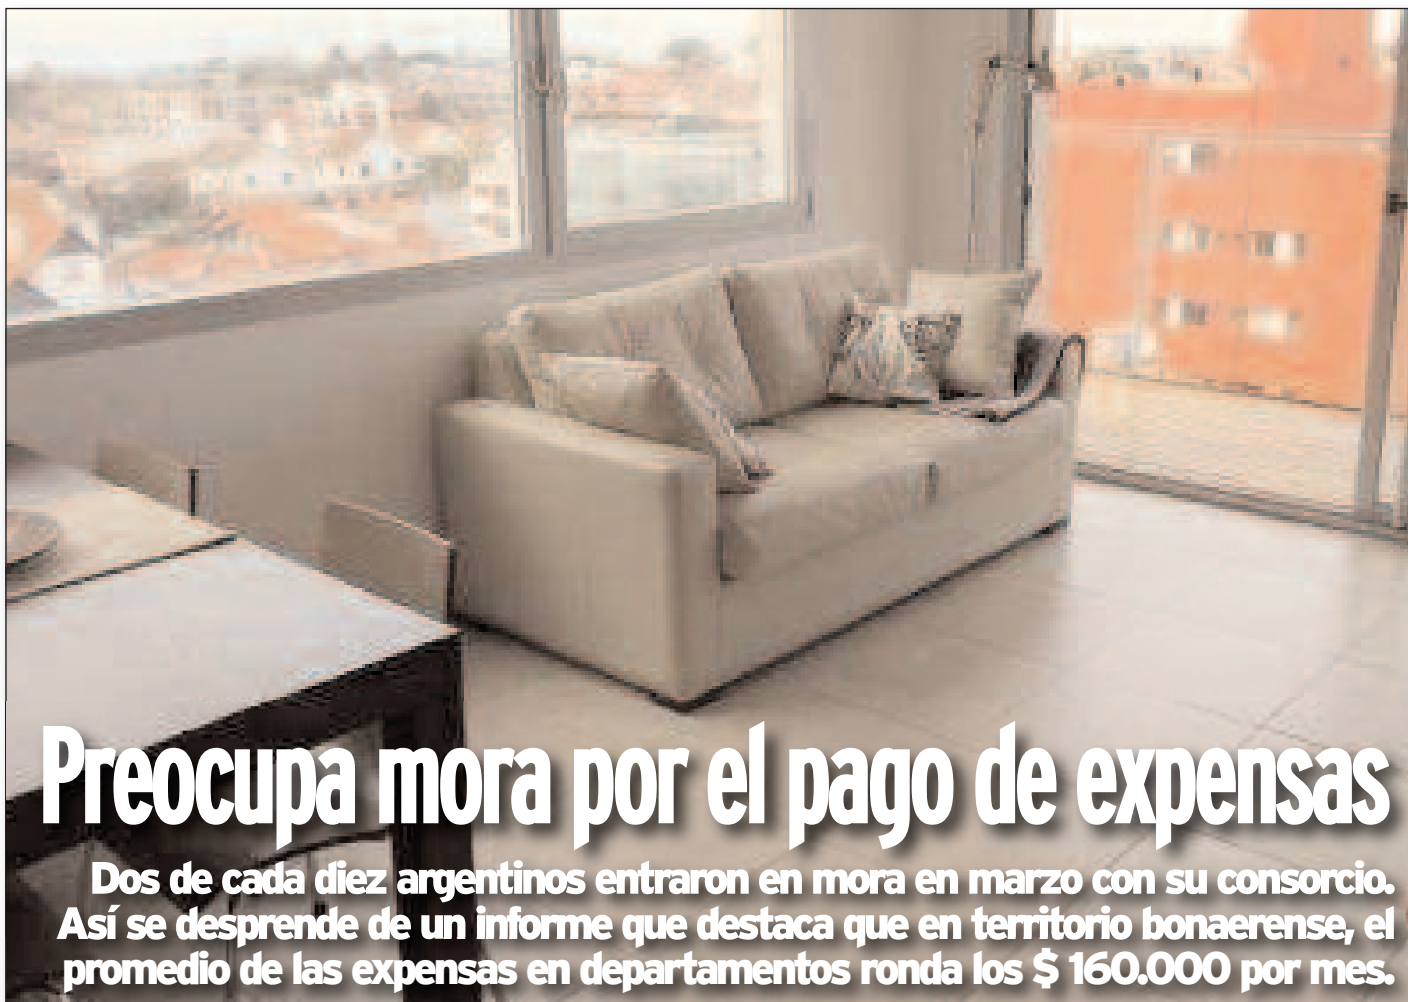 Preocupa mora por el pago de expensas
Dos de cada diez argentinos entraron en mora en marzo con su consorcio.
Así se desprende de un informe que destaca que en territorio bonaerense, el
promedio de las expensas en departamentos ronda los $ 160.000 por mes.